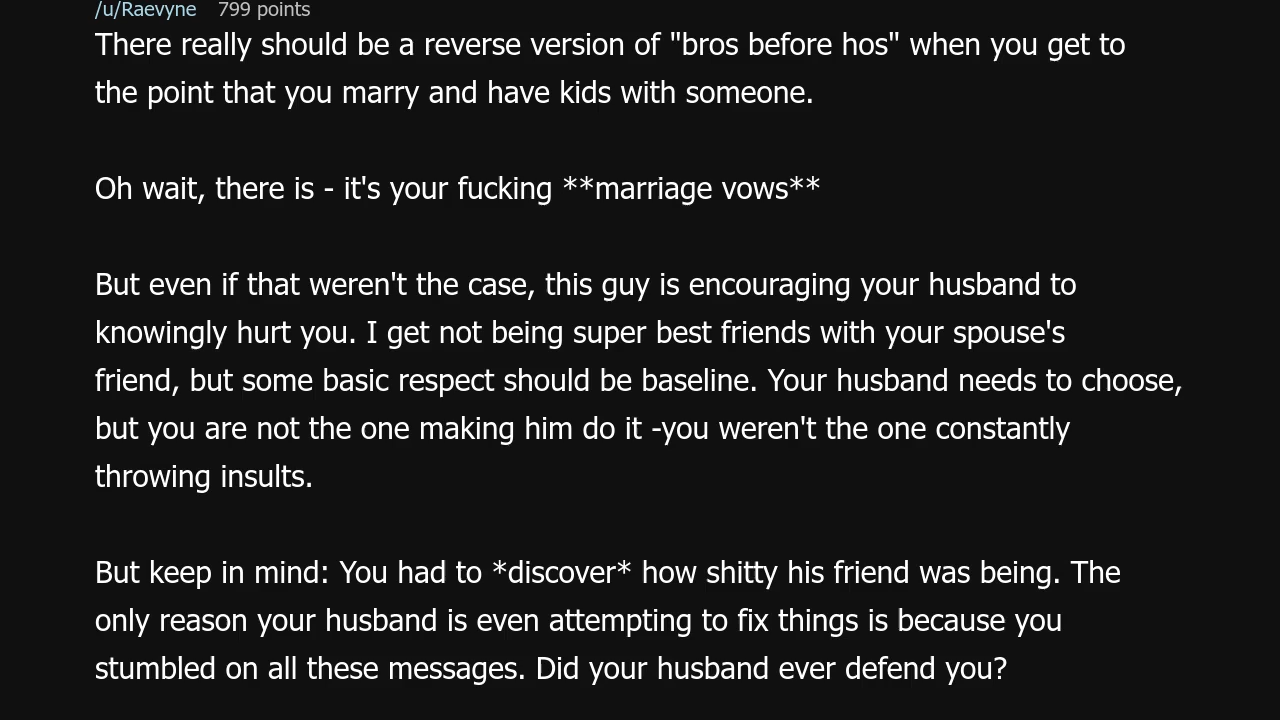 /u/Raevyne 799 points
There really should be a reverse version of "bros before hos" when you get to
the point that you marry and have kids with someone.
Oh wait, there is - it's your fucking **marriage vows**
But even if that weren't the case, this guy is encouraging your husband to
knowingly hurt you. I get not being super best friends with your spouse's
friend, but some basic respect should be baseline. Your husband needs to choose,
but you are not the one making him do it -you weren't the one constantly
throwing insults.
But keep in mind: You had to *discover* how shitty his friend was being. The
only reason your husband is even attempting to fix things is because you
stumbled on all these messages. Did your husband ever defend you?